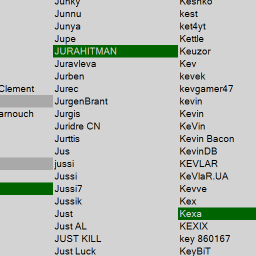 Junky
Junnu
Junya
Jupe
JURAHITMAN
Juravleva
Jurben
Jurec
JurgenBrant
Jurgis
Juridre CN
Jurttis
Jus
jussi
Jussi
Jussi7
Jussik
Just
Just AL
JUST KILL
Just Luck
Keshko
kest
ket4yt
Kettle
Keuzor
Kev
kevek
kevgamer47
kevin
Kevin
KeVin
Kevin Bacon
KevinDB
KEVLAR
KeVlaR.UA
Kevve
Kex
Kexa
KEXIX
key 860167
KeyBiT
Clement
arnouch